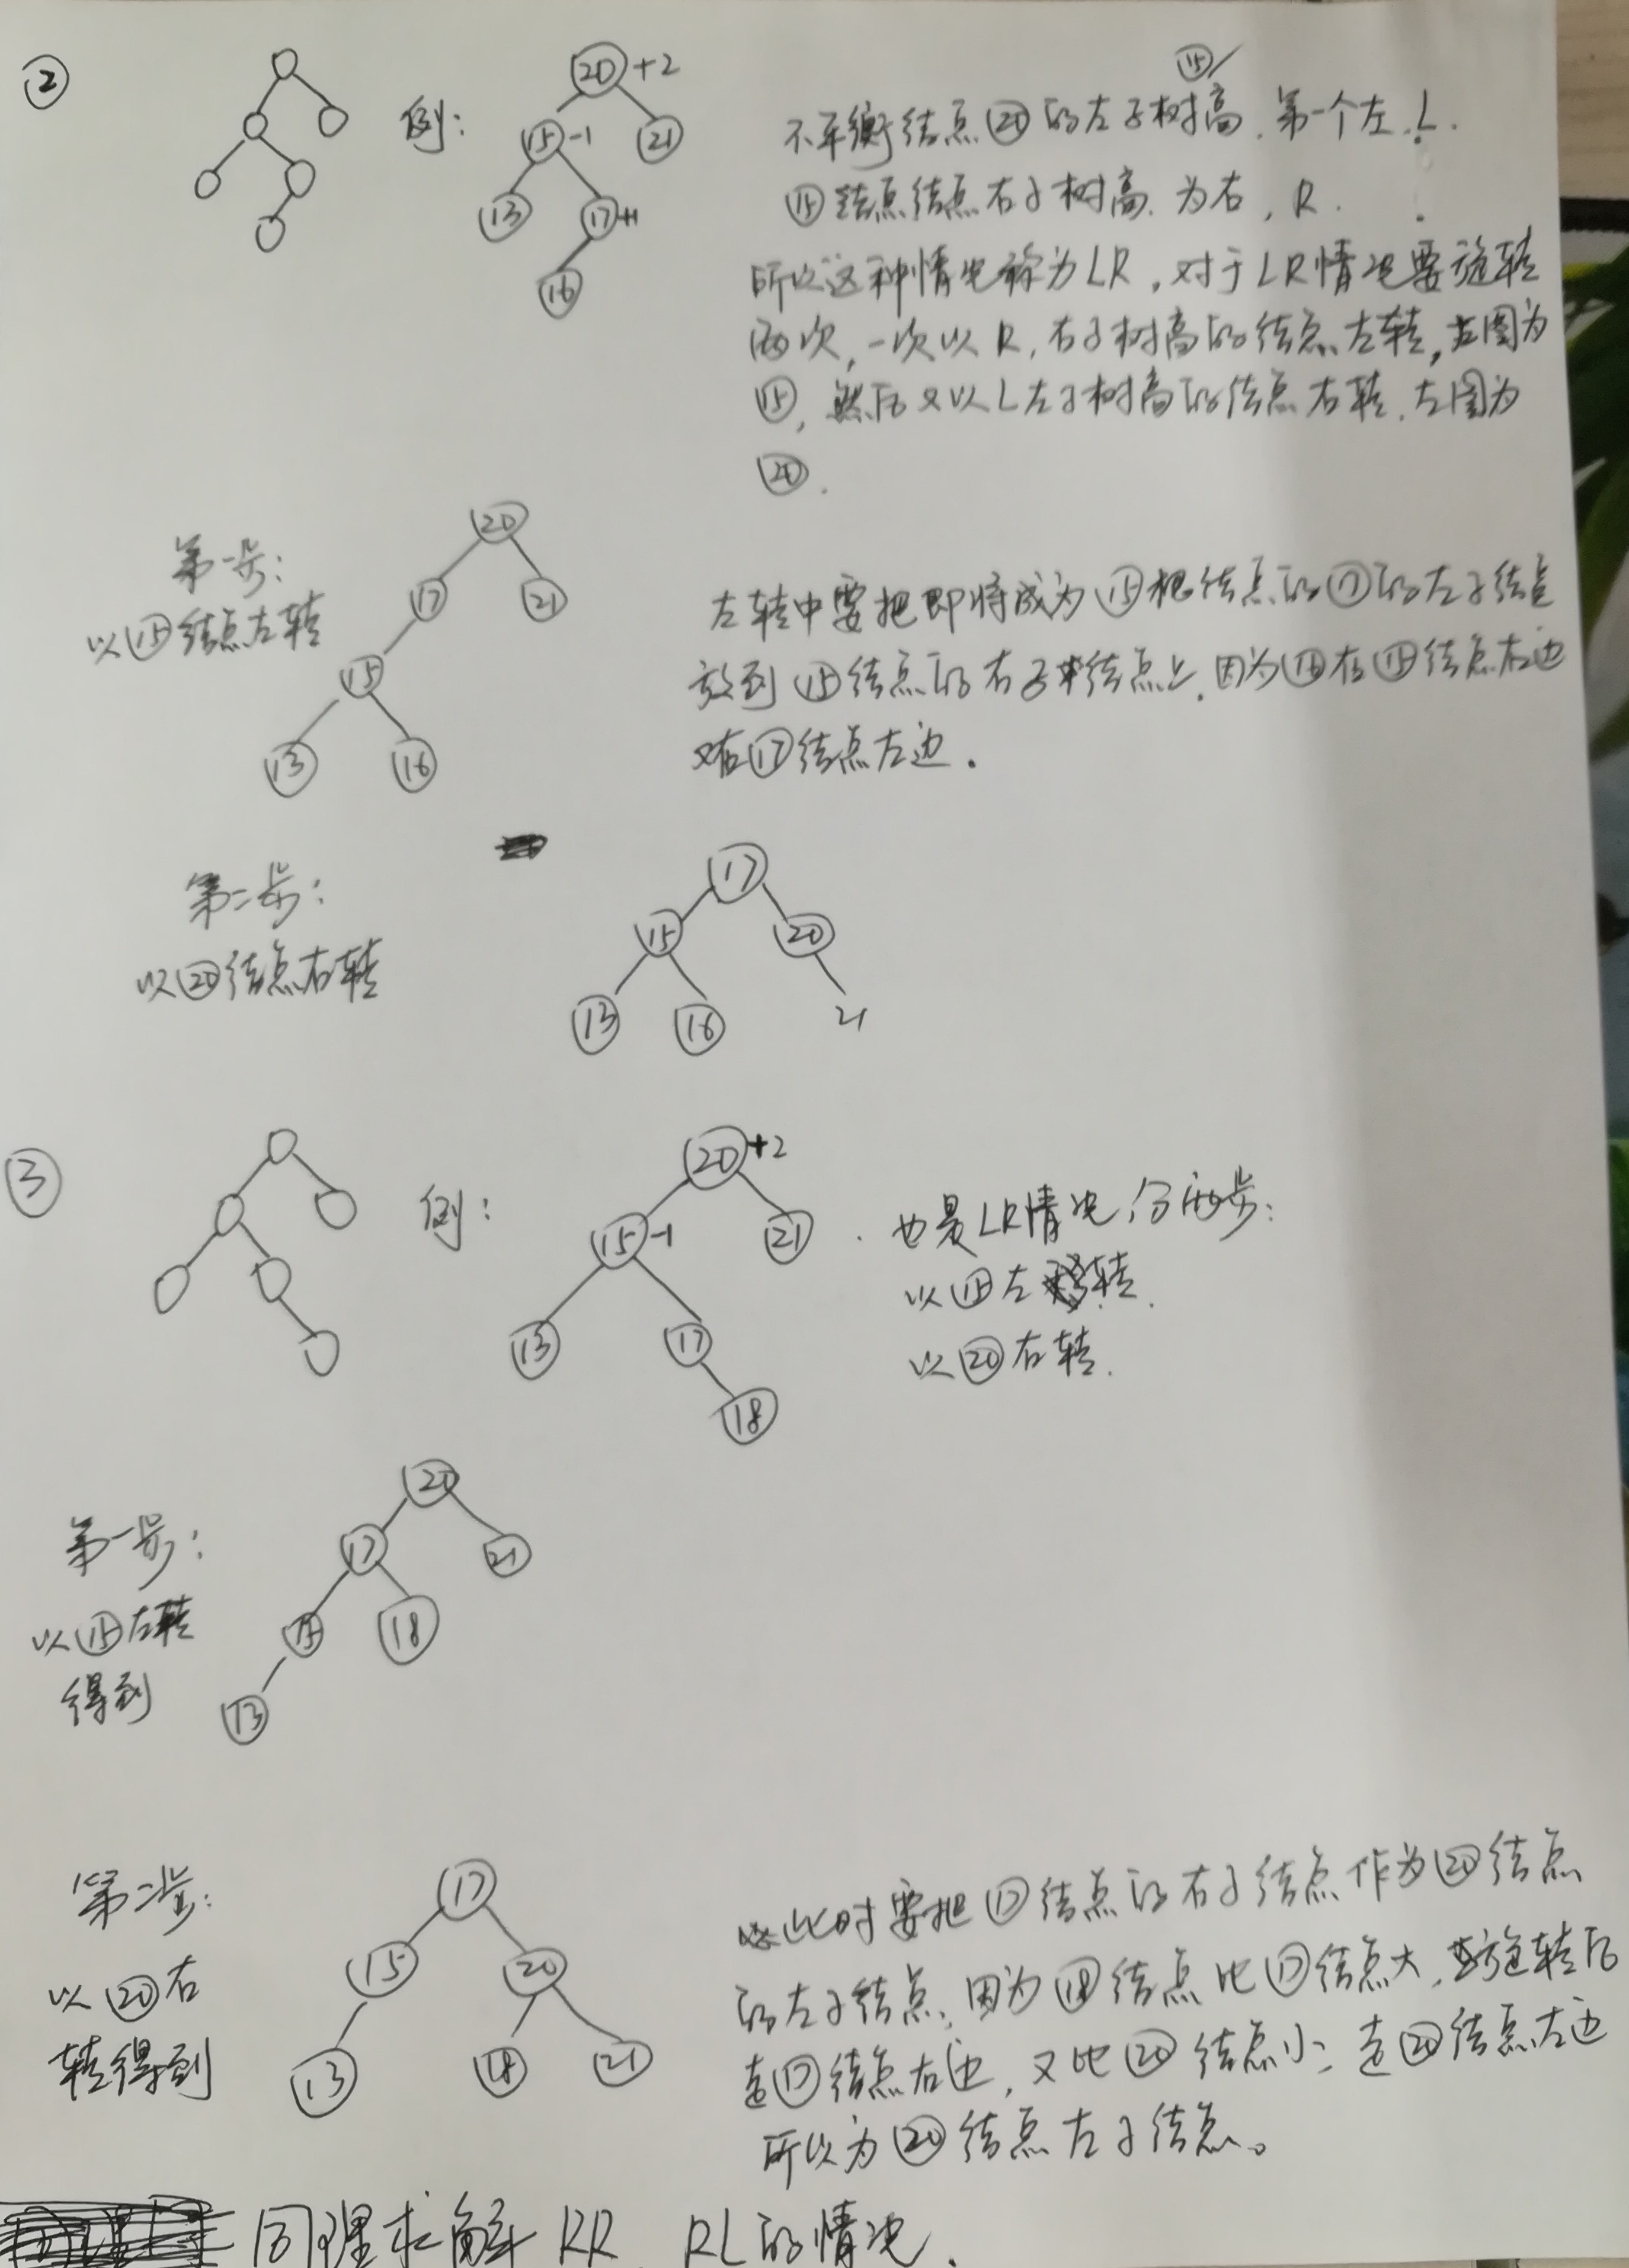 ②
例:
20 +2
15 -1
21
13
17 +1
16
15
不平衡结点⑳的左子树高,第一个左.L.
⑮结点结点右子树高.为右,R.
所以这种情况称为LR,对于LR情况要旋转
两次,一次以R,右子树高的结点左转,左图为
⑮,然后又以L左子树高的结点右转.左图为
⑳.
第一步:
以⑮结点左转
20
17
21
15
13
16
左转中要把即将成为⑮根结点的⑰的左子结点
放到⑮结点的右子结点上.因为⑯在⑮结点右边
又在⑰结点左边.
第二步:
以⑳结点右转
17
15
20
13
16
21
③
例:
20 +2
15 -1
21
13
17
18
也是LR情况,分两步:
以⑮左转.
以⑳右转.
第一步:
以⑮左转
得到
20
17
21
15
18
13
第二步:
以⑳右
转得到
17
15
20
13
18
21
此时要把⑰结点的右子结点作为⑳结点
的左子结点,因为⑱结点比⑰结点大,旋转后
在⑰结点右边,又比⑳结点小;在⑳结点左边
所以为⑳结点左子结点。
同理求解RR、RL的情况.